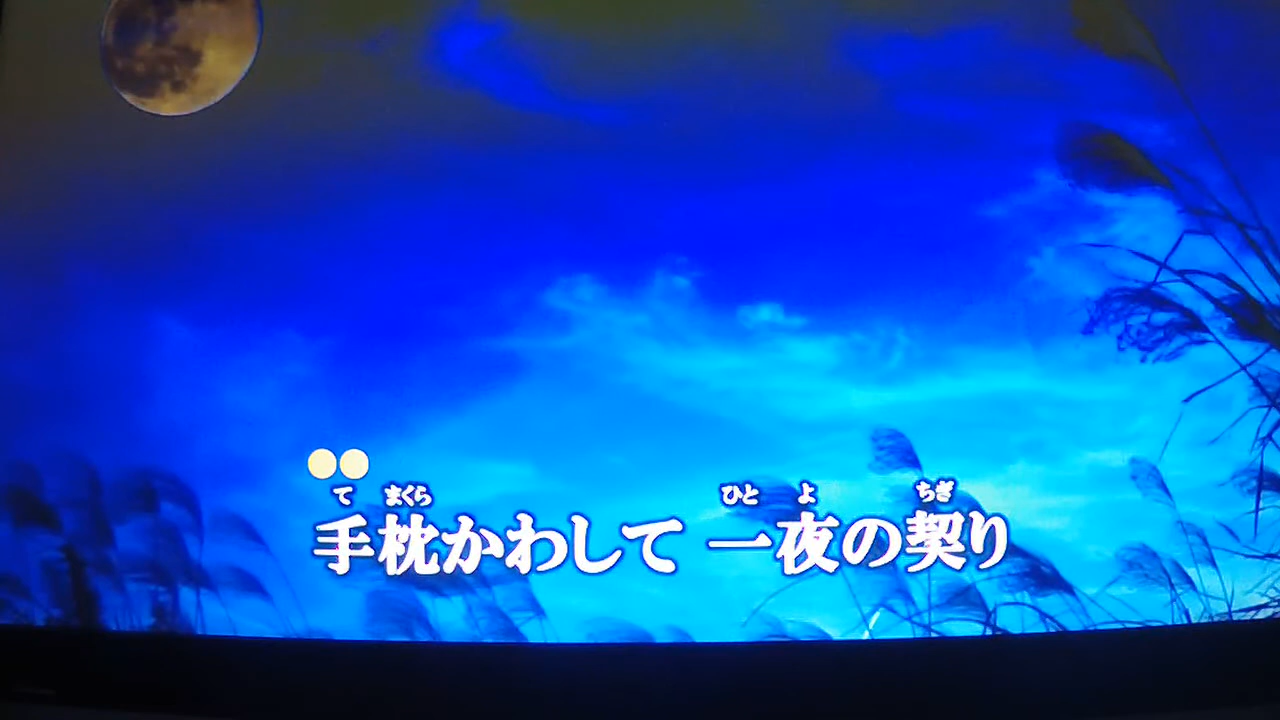 て まくら ひと よ ちぎ
手枕かわして 一夜の契り